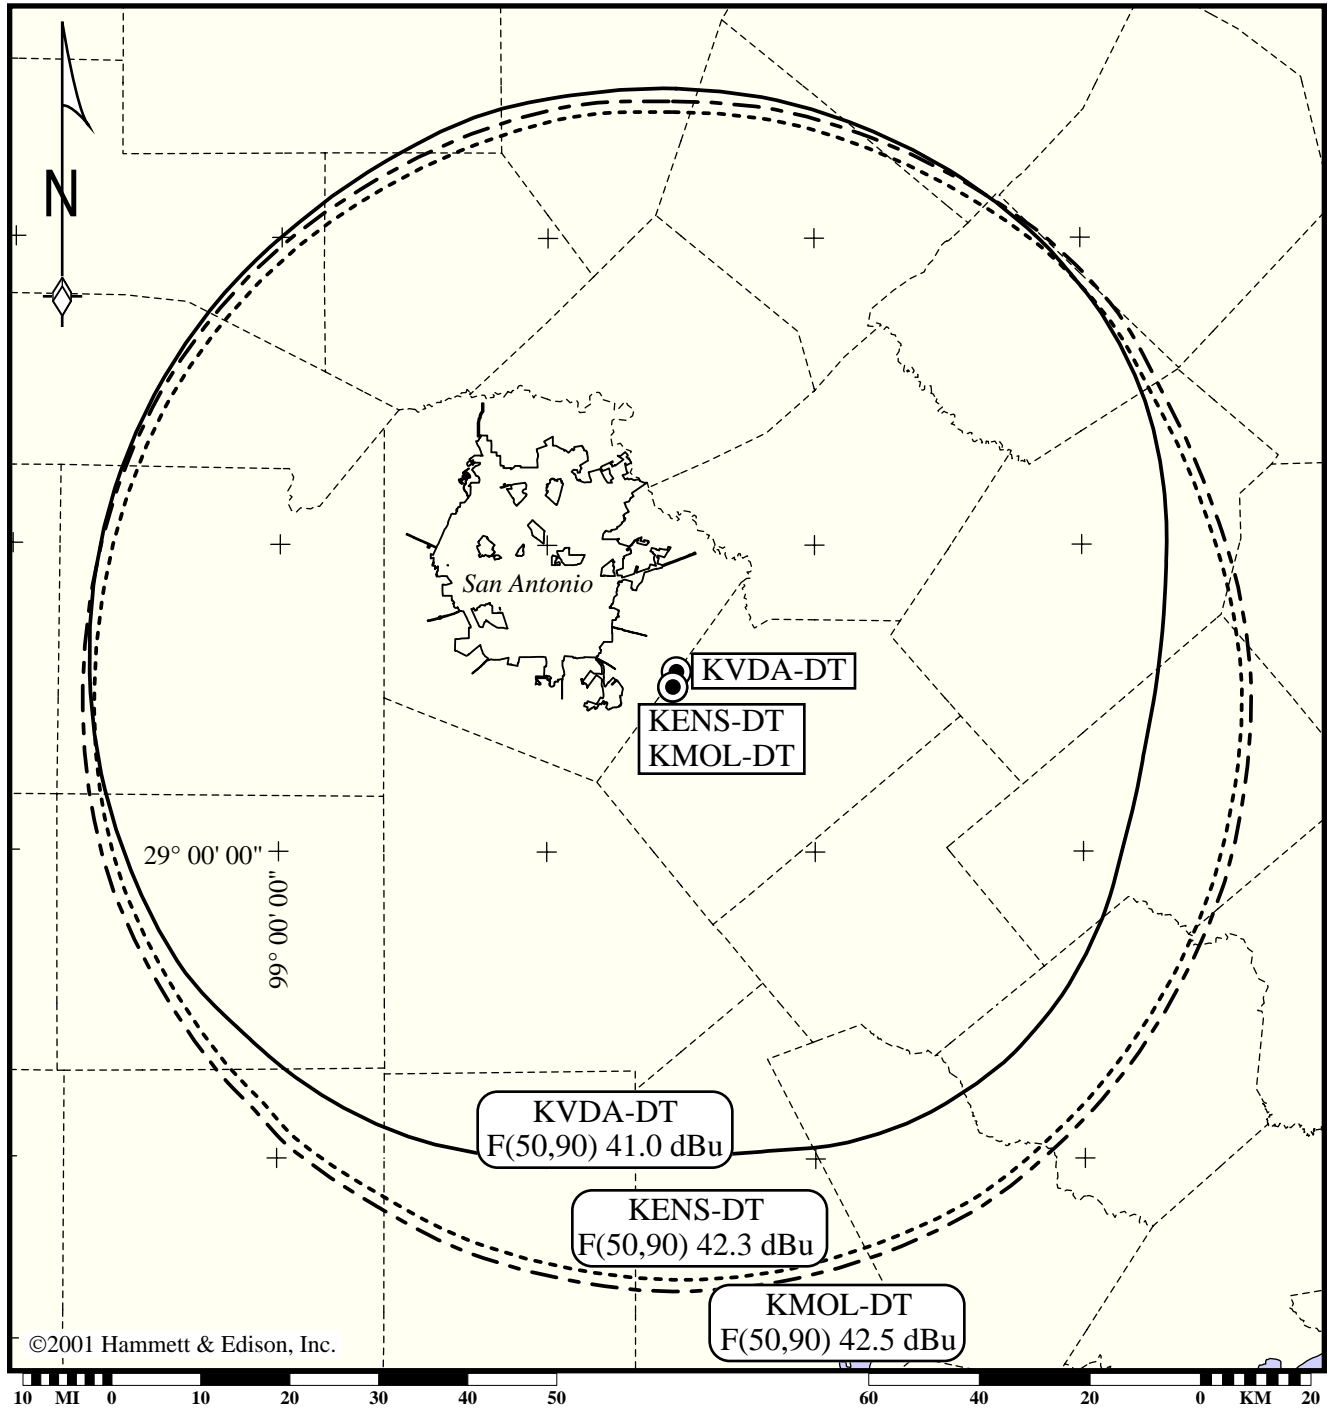 N
San Antonio
KVDA-DT
KENS-DT
KMOL-DT
29° 00' 00"
99° 00' 00"
KVDA-DT
F(50,90) 41.0 dBu
KENS-DT
F(50,90) 42.3 dBu
KMOL-DT
F(50,90) 42.5 dBu
©2001 Hammett & Edison, Inc.
10 MI 0 10 20 30 40 50 60 40 20 0 KM 20